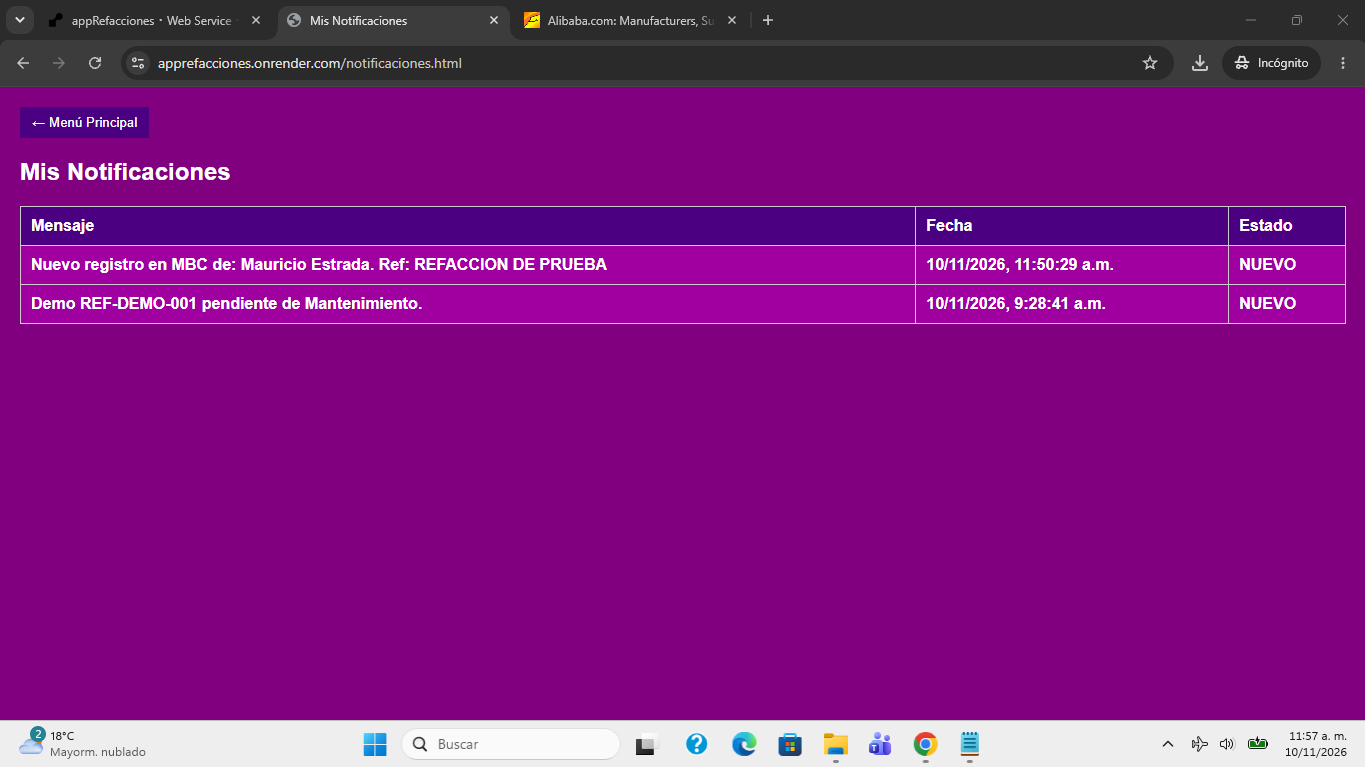 appRefacciones · Web Service
Mis Notificaciones
Alibaba.com: Manufacturers, Su
apprefacciones.onrender.com/notificaciones.html
Incógnito
← Menú Principal
Mis Notificaciones
Mensaje Fecha Estado
Nuevo registro en MBC de: Mauricio Estrada. Ref: REFACCION DE PRUEBA 10/11/2026, 11:50:29 a.m. NUEVO
Demo REF-DEMO-001 pendiente de Mantenimiento. 10/11/2026, 9:28:41 a.m. NUEVO
2
18°C
Mayorm. nublado
Buscar
11:57 a. m.
10/11/2026